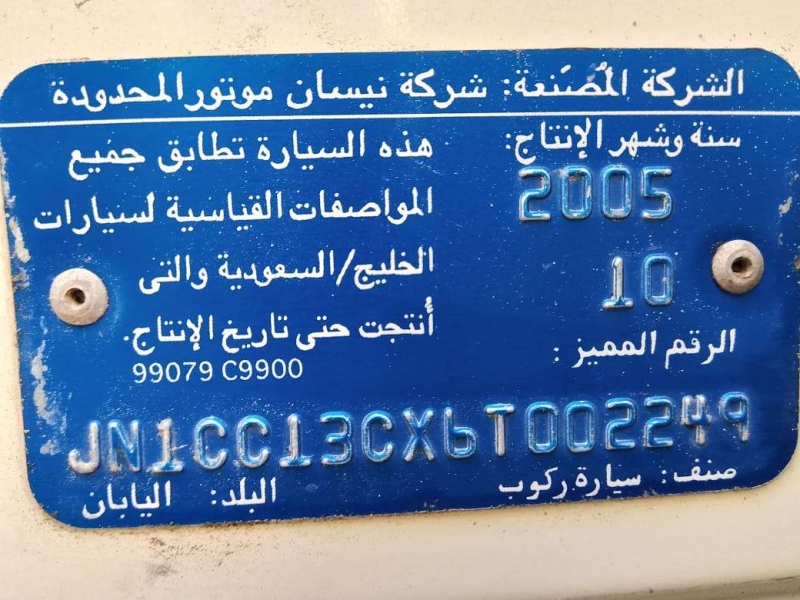 الشركة المُصَنعة: شركة نيسان موتور المحدودة
سنة وشهر الإنتاج:
2005
10
هذه السيارة تطابق جميع
المواصفات القياسية لسيارات
الخليج/السعودية والتى
أُنتجت حتى تاريخ الإنتاج.
99079 C9900
الرقم المميز :
JN1CC13CX6T002249
صنف: سيارة ركوب
البلد: اليابان